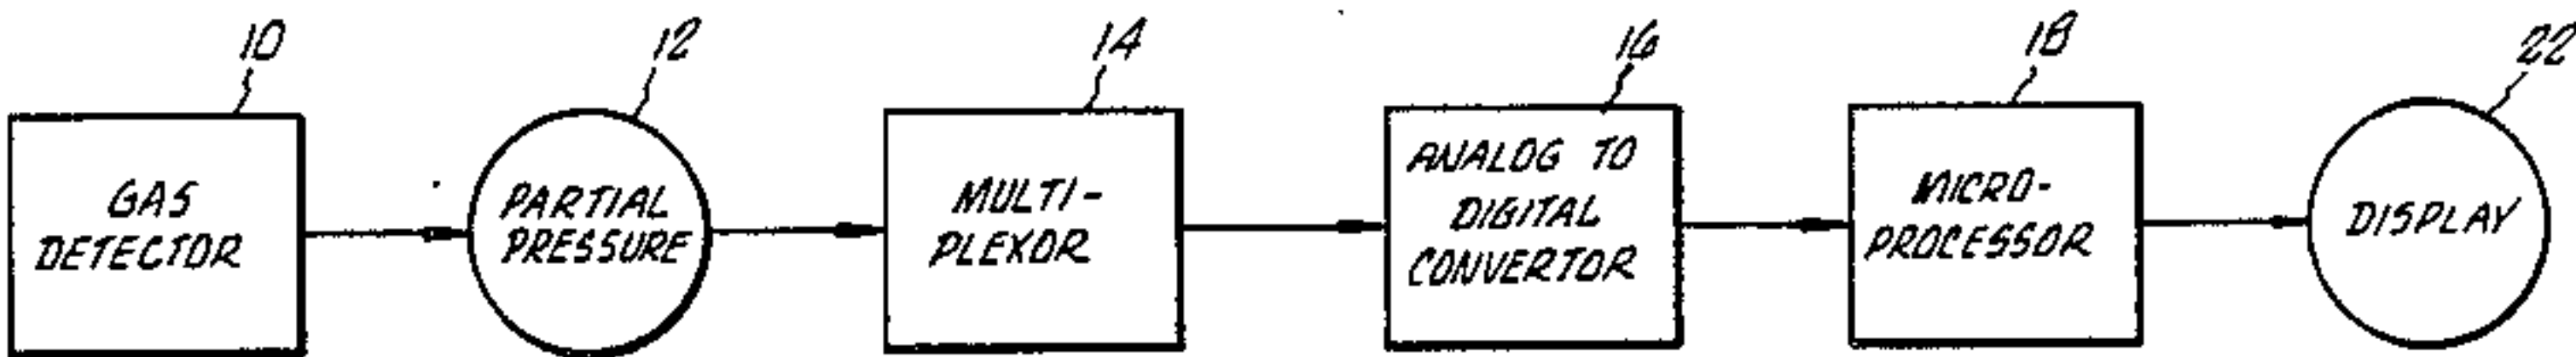 10
12
14
16
18
22
GAS
DETECTOR
PARTIAL
PRESSURE
MULTI-
PLEXOR
ANALOG TO
DIGITAL
CONVERTOR
MICRO-
PROCESSOR
DISPLAY